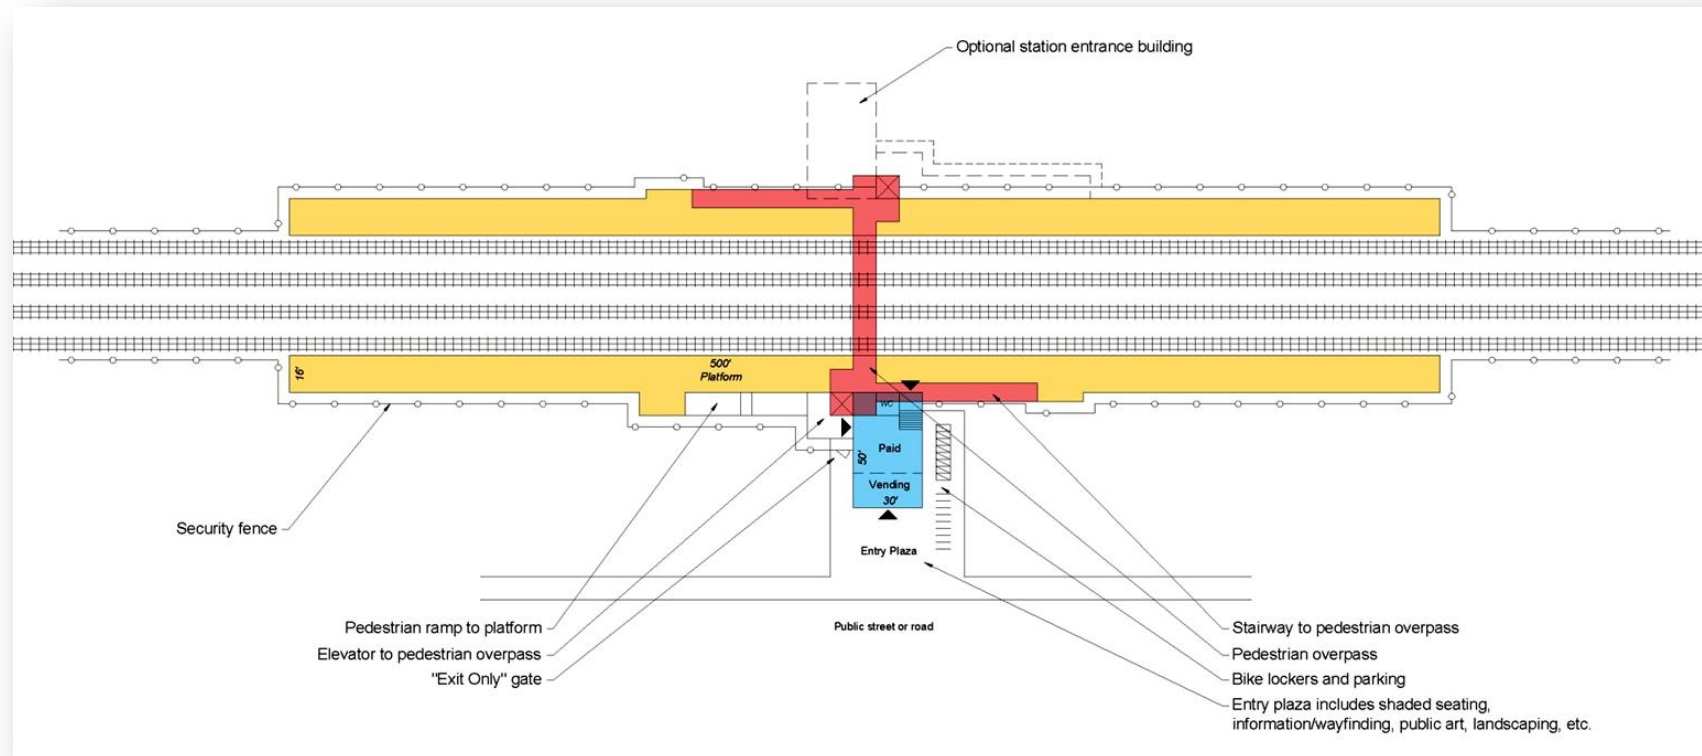 Optional station entrance building
500'
Platform
16'
WC
Paid
50'
Vending
30'
Security fence
Entry Plaza
Public street or road
Pedestrian ramp to platform
Elevator to pedestrian overpass
"Exit Only" gate
Stairway to pedestrian overpass
Pedestrian overpass
Bike lockers and parking
Entry plaza includes shaded seating,
information/wayfinding, public art, landscaping, etc.